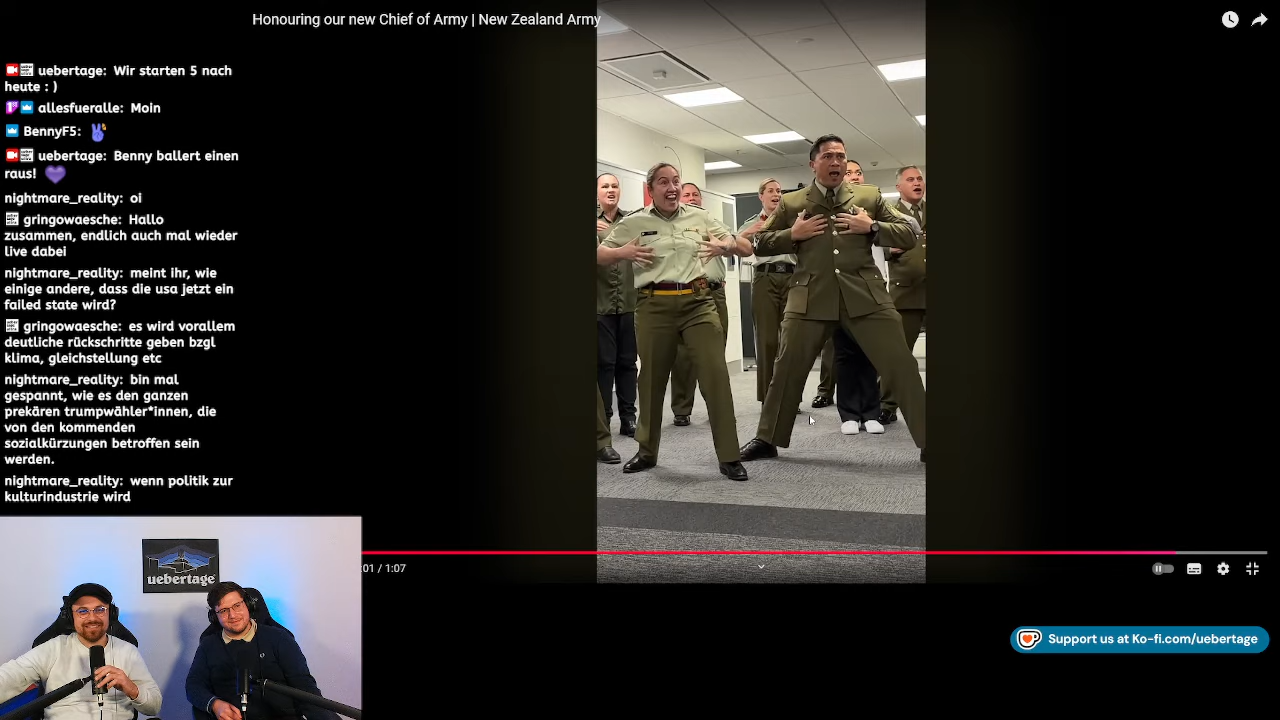 Honouring our new Chief of Army | New Zealand Army
uebertage: Wir starten 5 nach
heute : )
allesfueralle: Moin
BennyF5:
uebertage: Benny ballert einen
raus!
nightmare_reality: oi
gringowaesche: Hallo
zusammen, endlich auch mal wieder
live dabei
nightmare_reality: meint ihr, wie
einige andere, dass die usa jetzt ein
failed state wird?
gringowaesche: es wird vorallem
deutliche rückschritte geben bzgl
klima, gleichstellung etc
nightmare_reality: bin mal
gespannt, wie es den ganzen
prekären trumpwähler*innen, die
von den kommenden
sozialkürzungen betroffen sein
werden.
nightmare_reality: wenn politik zur
kulturindustrie wird
uebertage
:01 / 1:07
Support us at Ko-fi.com/uebertage